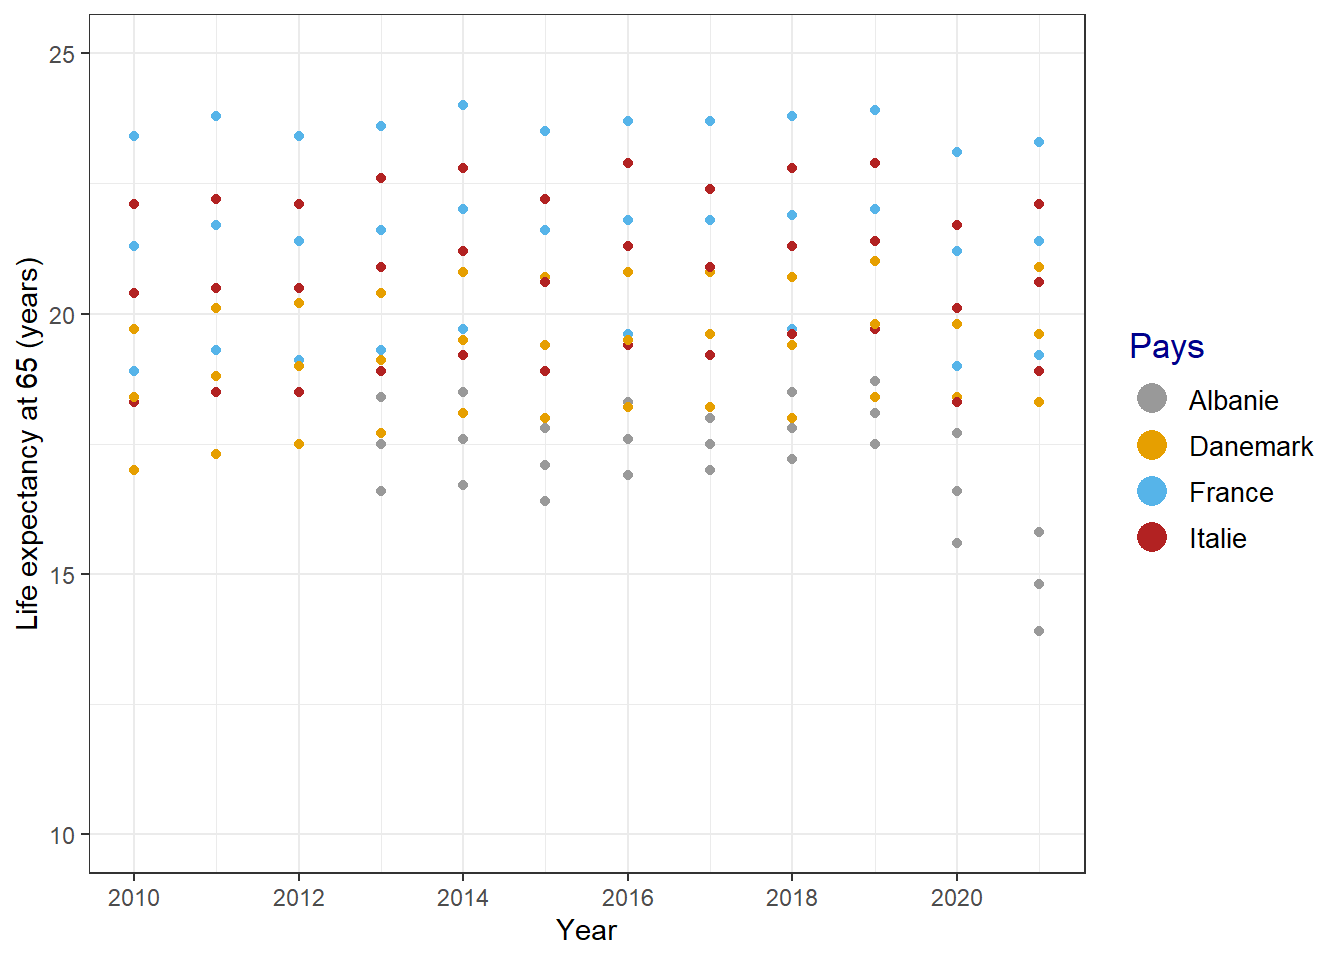 25
20
15
10
Life expectancy at 65 (years)
2010 2012 2014 2016 2018 2020
Year
Pays
Albanie
Danemark
France
Italie